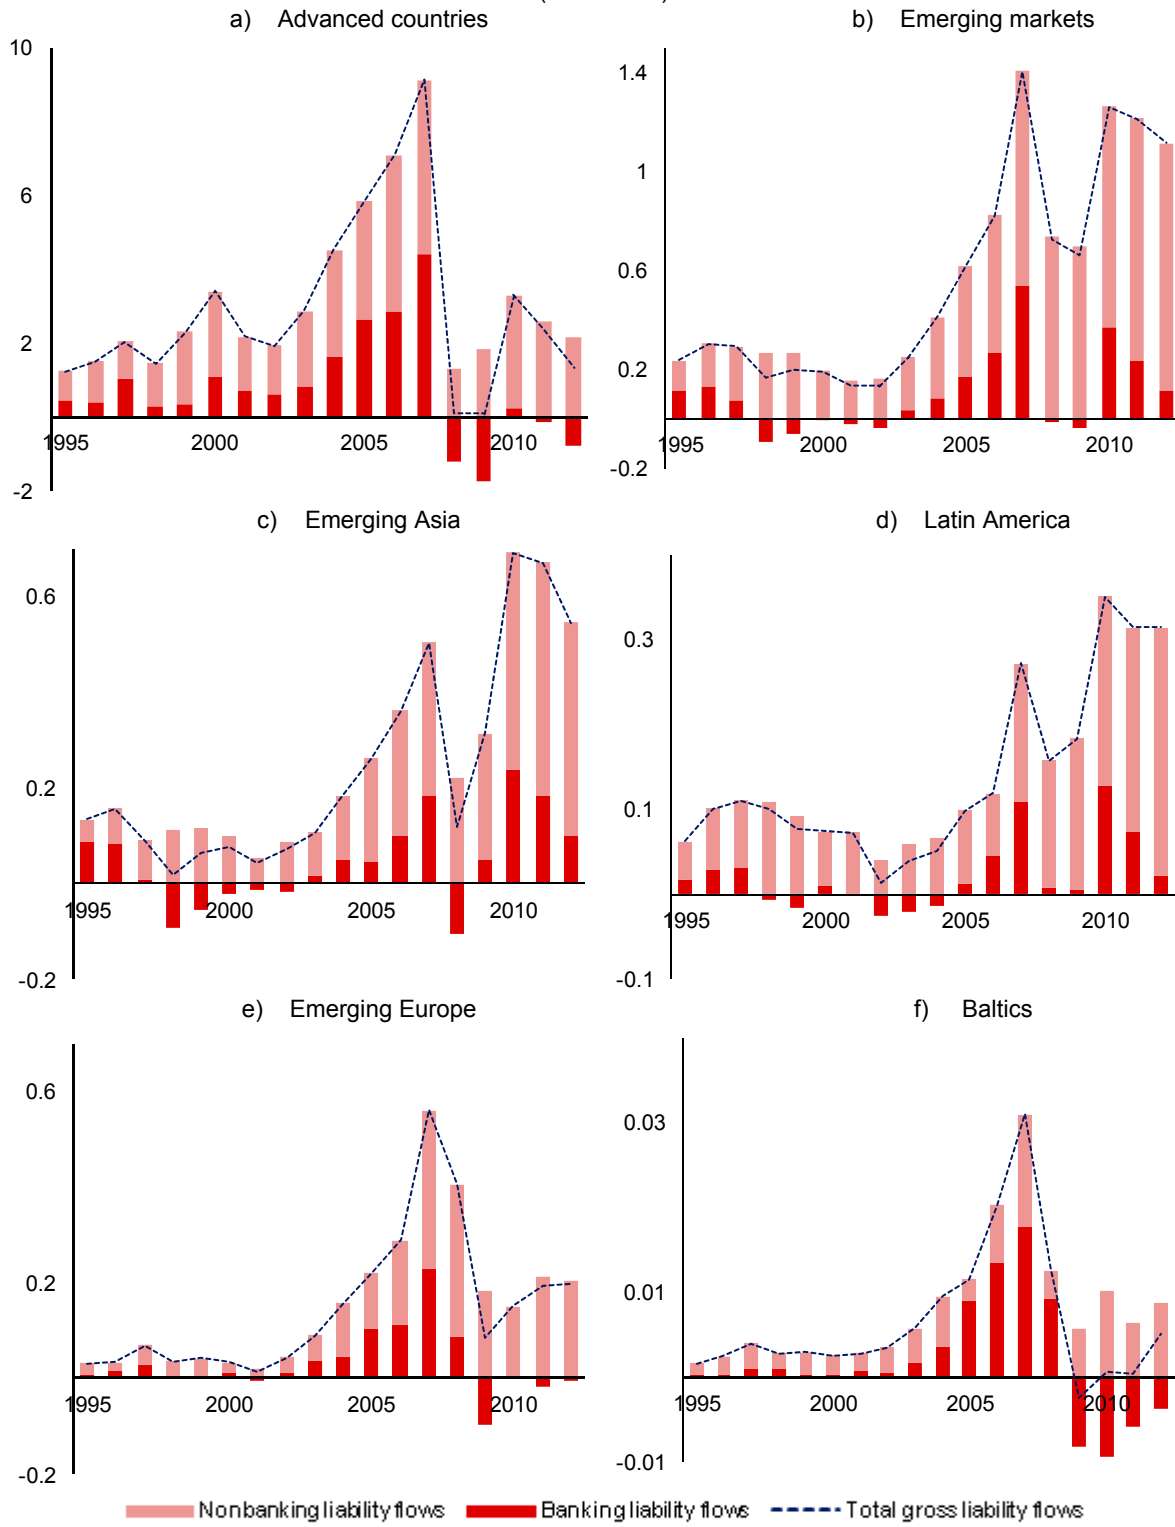 a) Advanced countries
b) Emerging markets
10
6
2
-2
1995 2000 2005 2010
1.4
1
0.6
0.2
-0.2
1995 2000 2005 2010
c) Emerging Asia
d) Latin America
0.6
0.2
-0.2
1995 2000 2005 2010
0.3
0.1
-0.1
1995 2000 2005 2010
e) Emerging Europe
f) Baltics
0.6
0.2
-0.2
1995 2000 2005 2010
0.03
0.01
-0.01
1995 2000 2005 2010
Nonbanking liability flows Banking liability flows Total gross liability flows